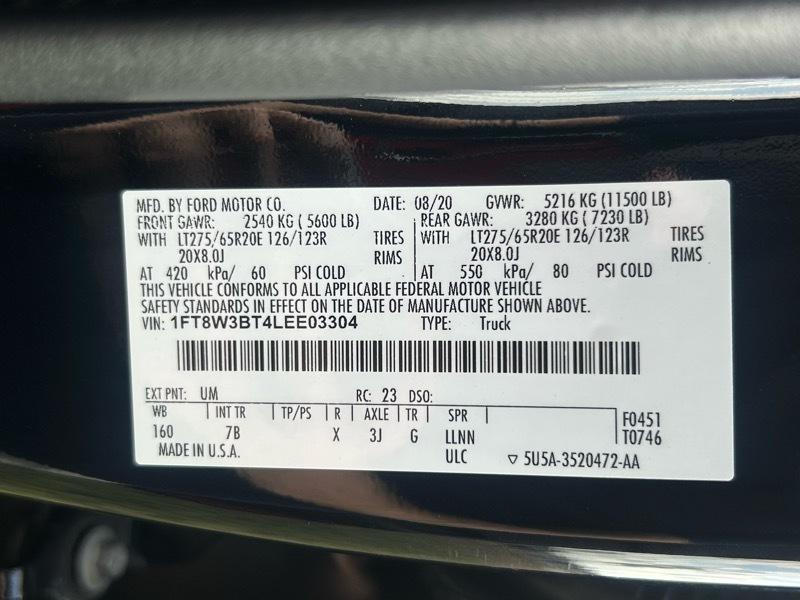 MFD. BY FORD MOTOR CO. DATE: 08/20 GVWR: 5216 KG (11500 LB)
FRONT GAWR: 2540 KG ( 5600 LB) REAR GAWR: 3280 KG ( 7230 LB)
WITH LT275/65R20E 126/123R TIRES WITH LT275/65R20E 126/123R TIRES
20X8.0J RIMS 20X8.0J RIMS
AT 420 kPa/ 60 PSI COLD AT 550 kPa/ 80 PSI COLD
THIS VEHICLE CONFORMS TO ALL APPLICABLE FEDERAL MOTOR VEHICLE
SAFETY STANDARDS IN EFFECT ON THE DATE OF MANUFACTURE SHOWN ABOVE.
VIN: 1FT8W3BT4LEE03304 TYPE: Truck
EXT PNT: UM RC: 23 DSO:
WB INT TR TP/PS R AXLE TR SPR F0451
160 7B X 3J G LLNN T0746
MADE IN U.S.A. ULC ▽ 5U5A-3520472-AA